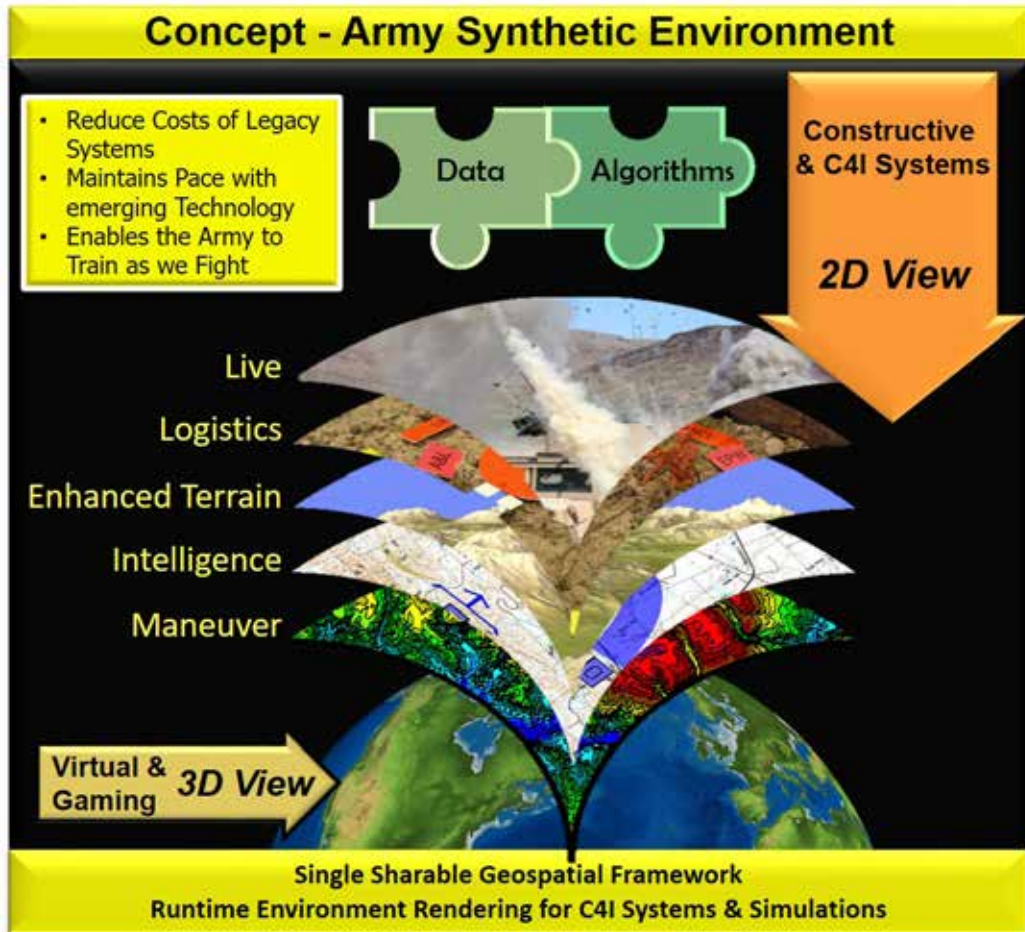 Concept - Army Synthetic Environment
• Reduce Costs of Legacy
Systems
• Maintains Pace with
emerging Technology
• Enables the Army to
Train as we Fight
Data
Algorithms
Constructive
& C4I Systems
2D View
Live
Logistics
Enhanced Terrain
Intelligence
Maneuver
Virtual &
Gaming
3D View
Single Sharable Geospatial Framework
Runtime Environment Rendering for C4I Systems & Simulations